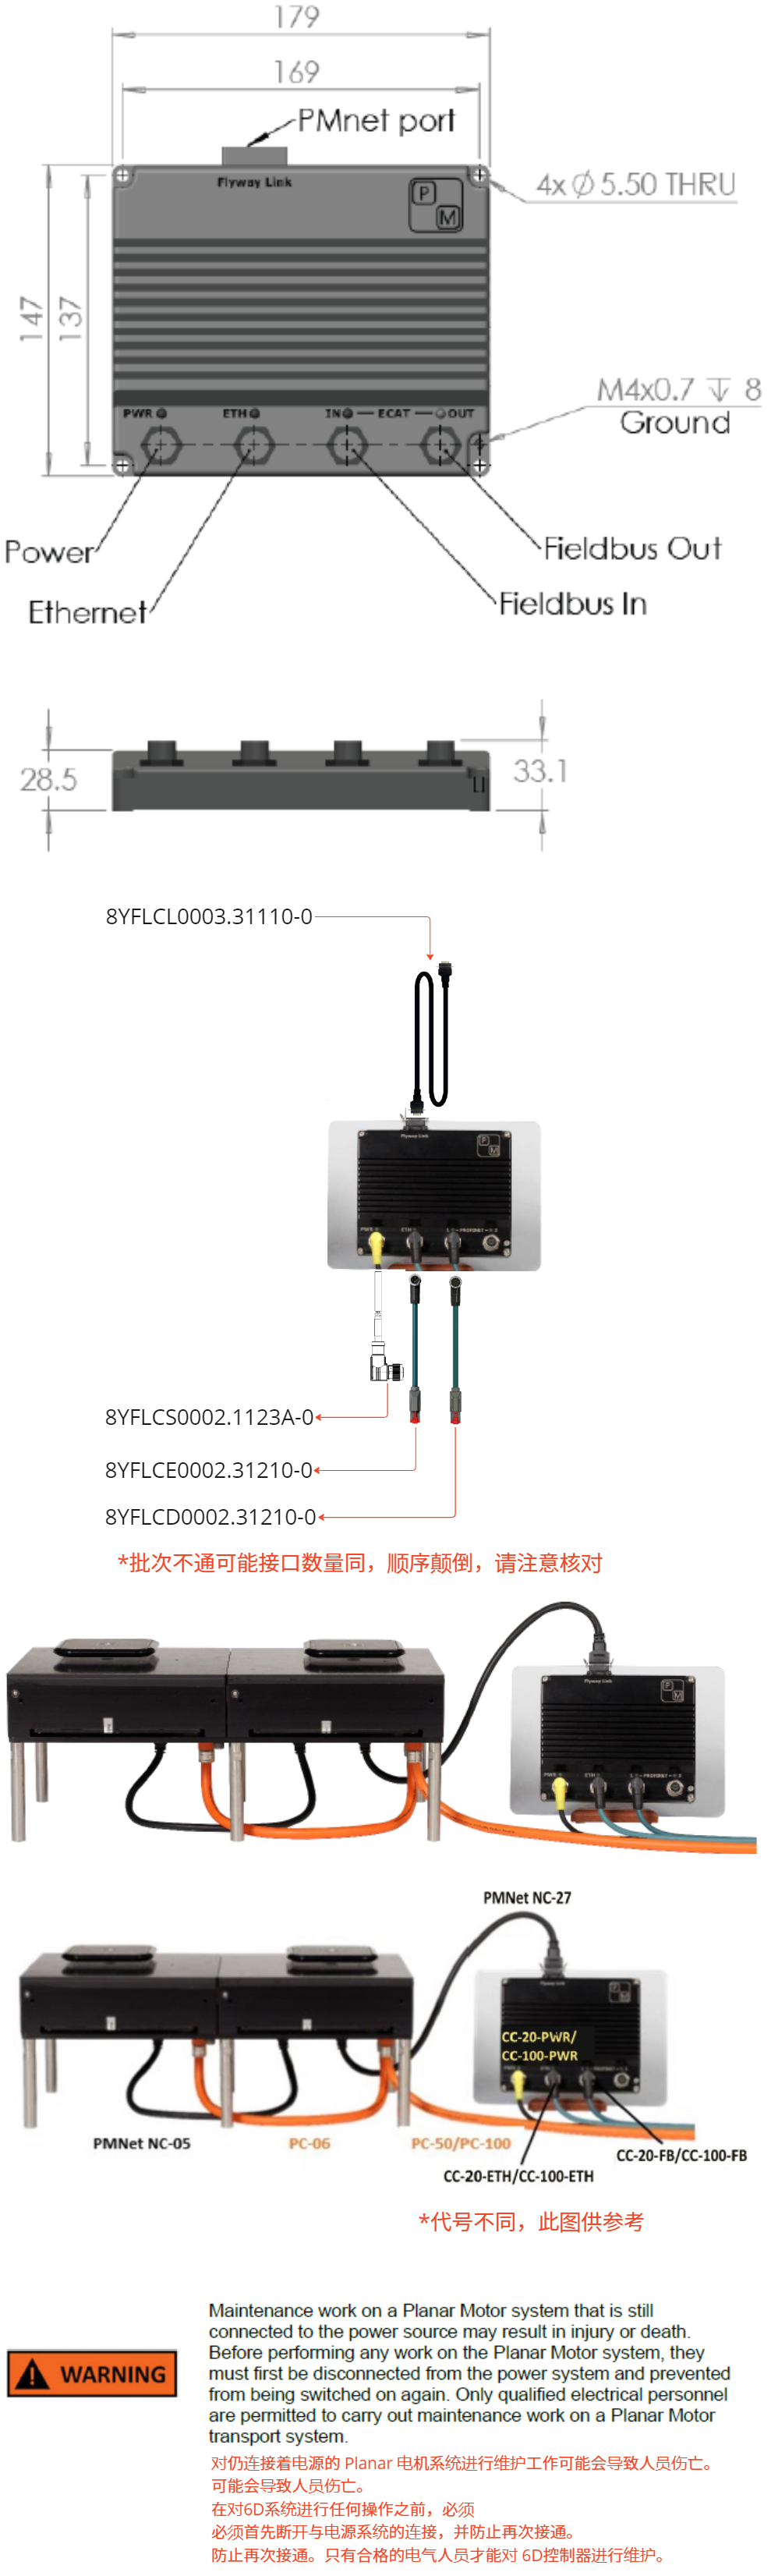 179
169
PMnet port
Flyway Link
P
M
4x Ø 5.50 THRU
147
137
M4x0.7 ↧ 8
Ground
PWR
ETH
IN
ECAT
OUT
Power
Fieldbus Out
Ethernet
Fieldbus In
28.5
33.1
8YFLCL0003.31110-0
Flyway Link
P
M
PWR
ETH
PROFINET
8YFLCS0002.1123A-0
8YFLCE0002.31210-0
8YFLCD0002.31210-0
*批次不通可能接口数量同，顺序颠倒，请注意核对
Flyway Link
P
M
PWR
ETH
PROFINET
PMNet NC-27
Flyway Link
P
M
CC-20-PWR/
CC-100-PWR
PMNet NC-05
PC-06
PC-50/PC-100
CC-20-FB/CC-100-FB
CC-20-ETH/CC-100-ETH
*代号不同，此图供参考
WARNING
Maintenance work on a Planar Motor system that is still
connected to the power source may result in injury or death.
Before performing any work on the Planar Motor system, they
must first be disconnected from the power system and prevented
from being switched on again. Only qualified electrical personnel
are permitted to carry out maintenance work on a Planar Motor
transport system.
对仍连接着电源的 Planar 电机系统进行维护工作可能会导致人员伤亡。
可能会导致人员伤亡。
在对6D系统进行任何操作之前，必须
必须首先断开与电源系统的连接，并防止再次接通。
防止再次接通。只有合格的电气人员才能对 6D控制器进行维护。